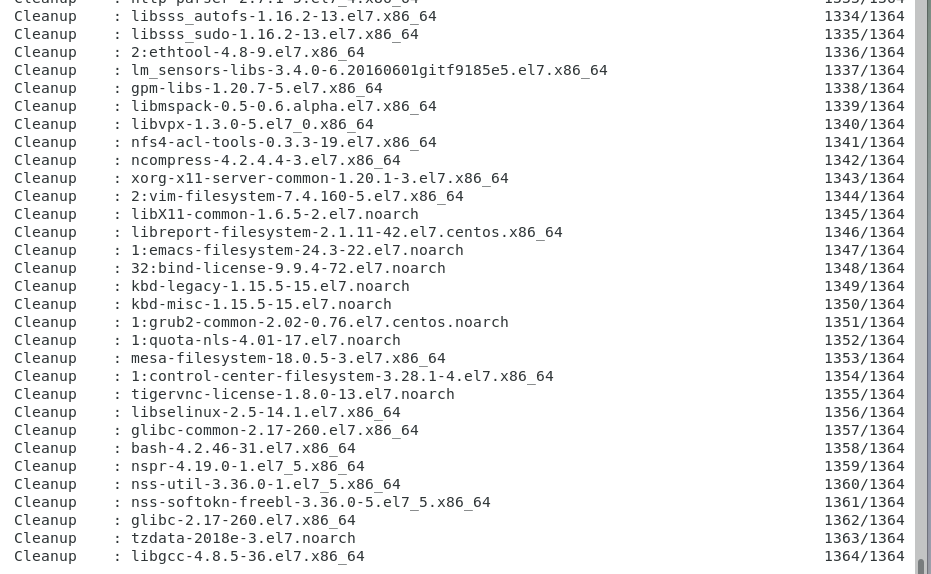 Cleanup : http-parser-2.7.1-5.el7_4.x86_64 1333/1364
Cleanup : libsss_autofs-1.16.2-13.el7.x86_64 1334/1364
Cleanup : libsss_sudo-1.16.2-13.el7.x86_64 1335/1364
Cleanup : 2:ethtool-4.8-9.el7.x86_64 1336/1364
Cleanup : lm_sensors-libs-3.4.0-6.20160601gitf9185e5.el7.x86_64 1337/1364
Cleanup : gpm-libs-1.20.7-5.el7.x86_64 1338/1364
Cleanup : libmspack-0.5-0.6.alpha.el7.x86_64 1339/1364
Cleanup : libvpx-1.3.0-5.el7_0.x86_64 1340/1364
Cleanup : nfs4-acl-tools-0.3.3-19.el7.x86_64 1341/1364
Cleanup : ncompress-4.2.4.4-3.el7.x86_64 1342/1364
Cleanup : xorg-x11-server-common-1.20.1-3.el7.x86_64 1343/1364
Cleanup : 2:vim-filesystem-7.4.160-5.el7.x86_64 1344/1364
Cleanup : libX11-common-1.6.5-2.el7.noarch 1345/1364
Cleanup : libreport-filesystem-2.1.11-42.el7.centos.x86_64 1346/1364
Cleanup : 1:emacs-filesystem-24.3-22.el7.noarch 1347/1364
Cleanup : 32:bind-license-9.9.4-72.el7.noarch 1348/1364
Cleanup : kbd-legacy-1.15.5-15.el7.noarch 1349/1364
Cleanup : kbd-misc-1.15.5-15.el7.noarch 1350/1364
Cleanup : 1:grub2-common-2.02-0.76.el7.centos.noarch 1351/1364
Cleanup : 1:quota-nls-4.01-17.el7.noarch 1352/1364
Cleanup : mesa-filesystem-18.0.5-3.el7.x86_64 1353/1364
Cleanup : 1:control-center-filesystem-3.28.1-4.el7.x86_64 1354/1364
Cleanup : tigervnc-license-1.8.0-13.el7.noarch 1355/1364
Cleanup : libselinux-2.5-14.1.el7.x86_64 1356/1364
Cleanup : glibc-common-2.17-260.el7.x86_64 1357/1364
Cleanup : bash-4.2.46-31.el7.x86_64 1358/1364
Cleanup : nspr-4.19.0-1.el7_5.x86_64 1359/1364
Cleanup : nss-util-3.36.0-1.el7_5.x86_64 1360/1364
Cleanup : nss-softokn-freebl-3.36.0-5.el7_5.x86_64 1361/1364
Cleanup : glibc-2.17-260.el7.x86_64 1362/1364
Cleanup : tzdata-2018e-3.el7.noarch 1363/1364
Cleanup : libgcc-4.8.5-36.el7.x86_64 1364/1364